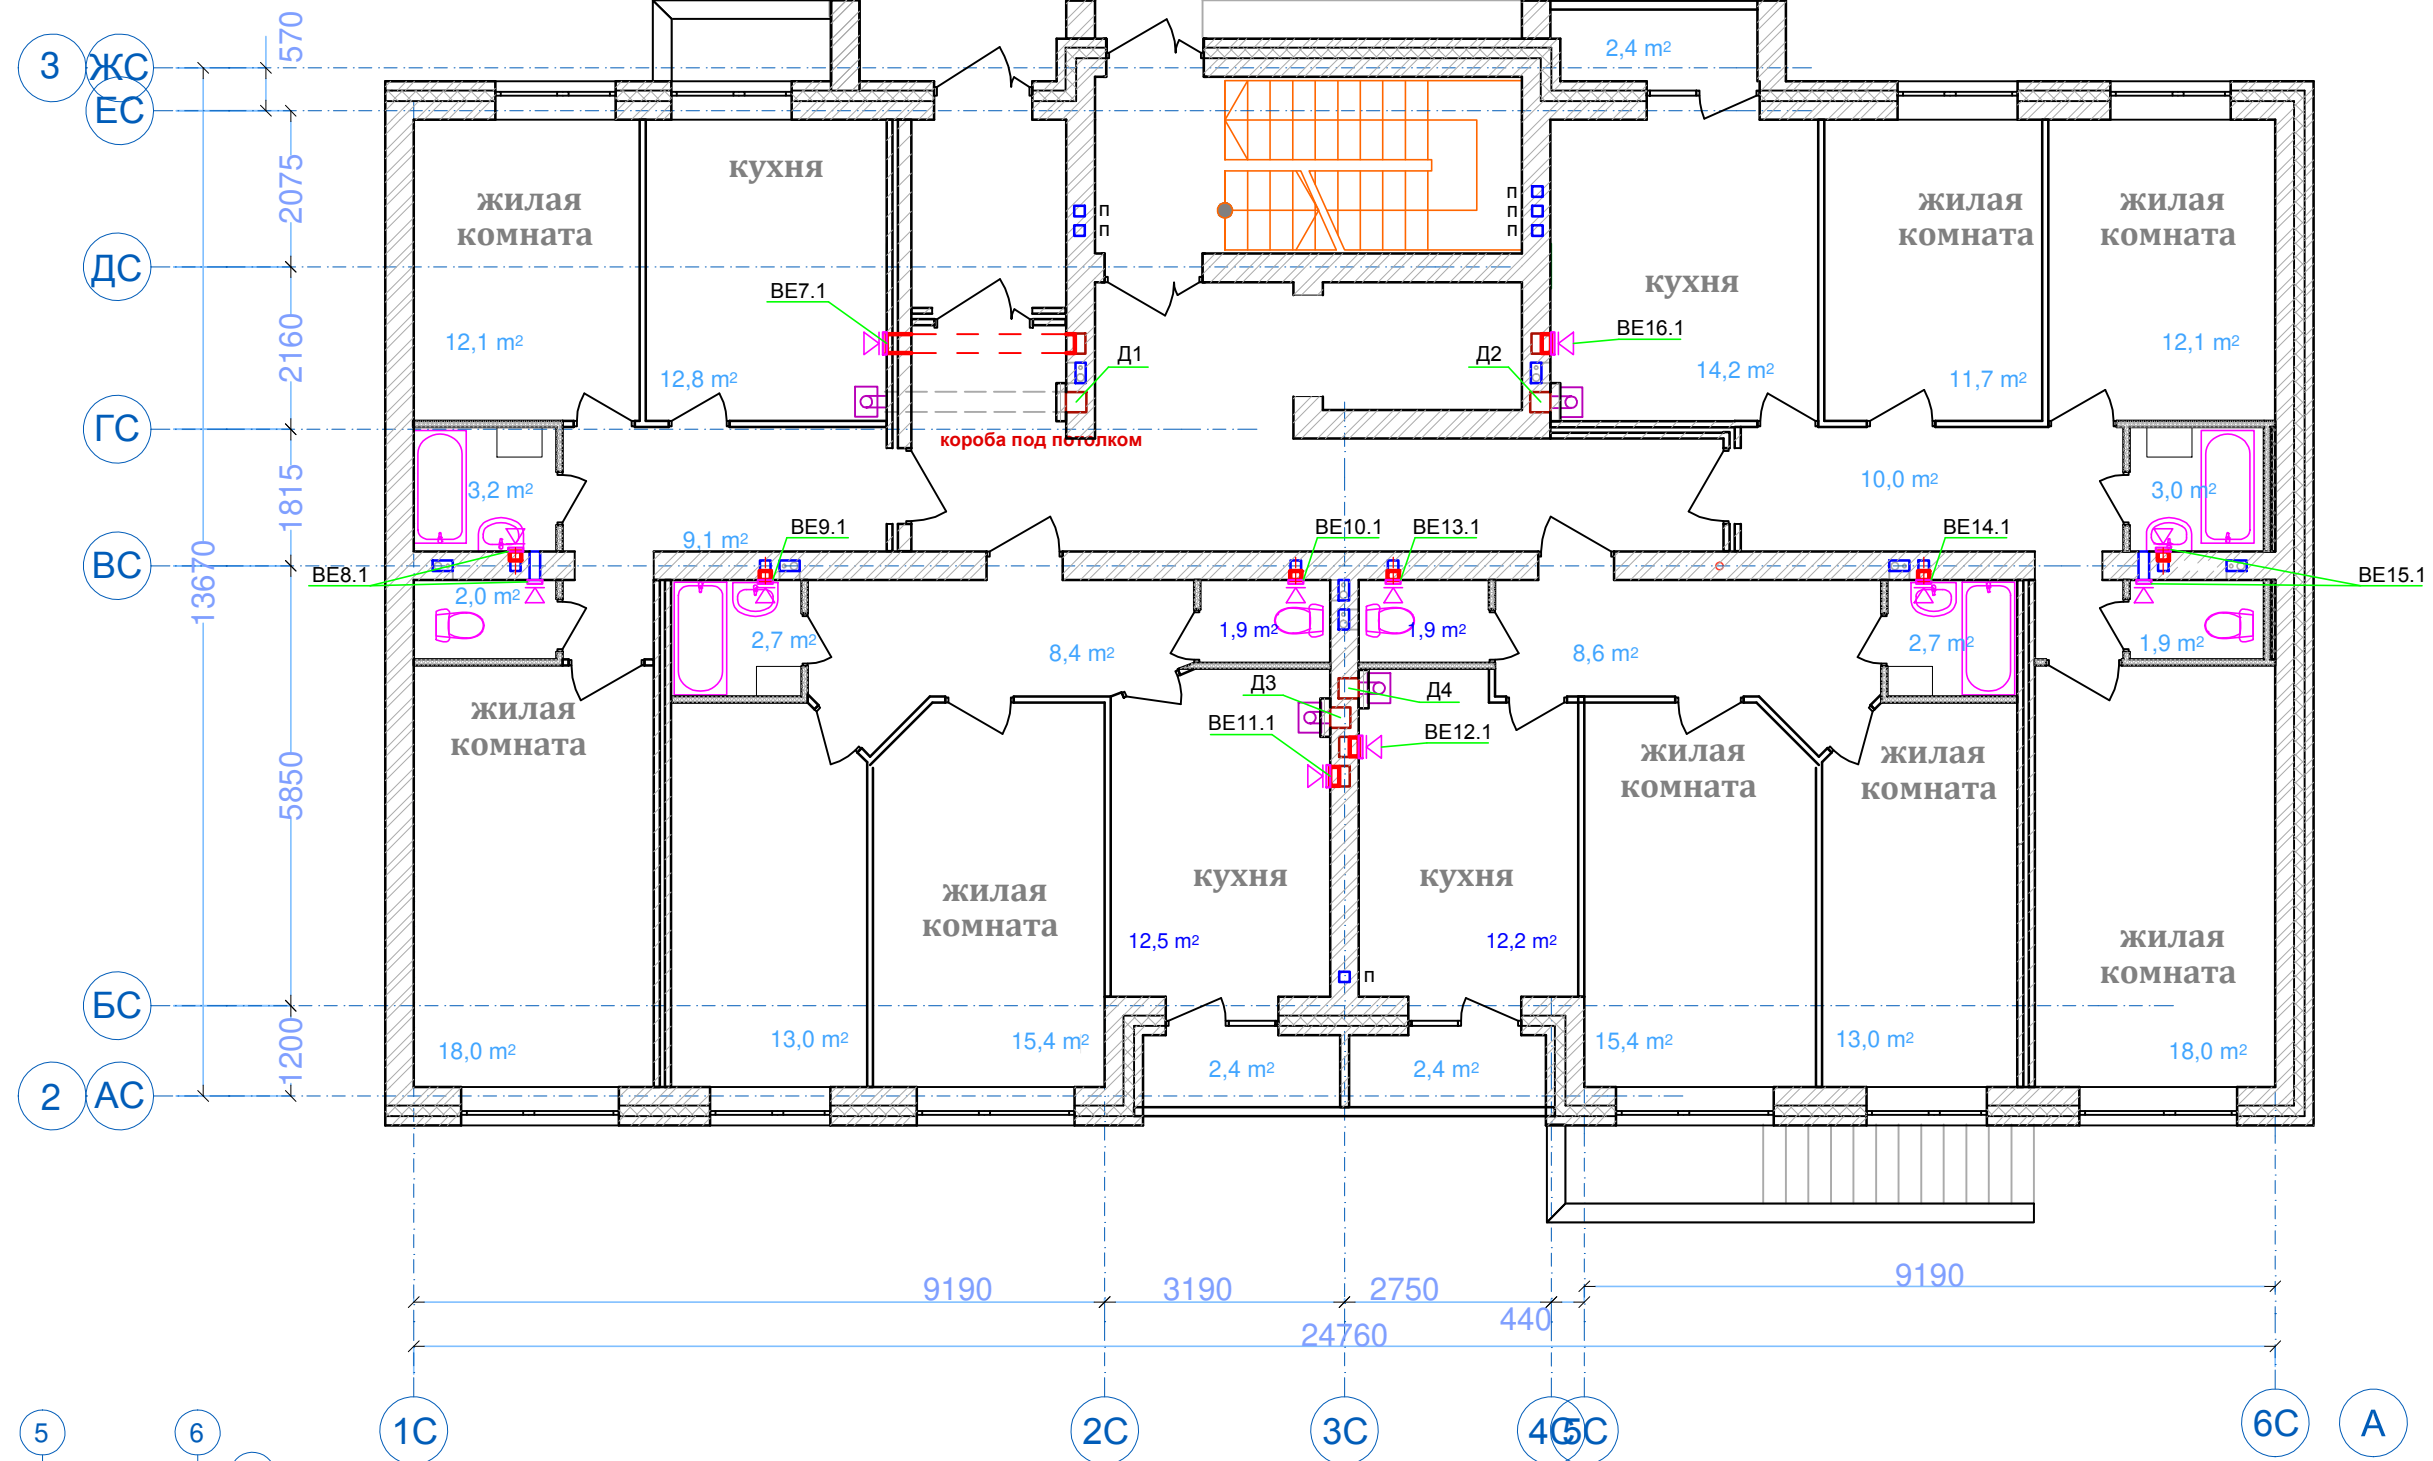 570
3
ЖС
2,4 m²
ЕС
2075
кухня
жилая
комната
жилая
комната
жилая
комната
п
п
п
п
п
ДС
кухня
ВЕ7.1
2160
12,1 m²
ВЕ16.1
12,1 m²
Д1
Д2
12,8 m²
14,2 m²
11,7 m²
ГС
короба под потолком
1815
3,2 m²
10,0 m²
3,0 m²
9,1 m²
ВЕ9.1
ВЕ10.1
ВЕ13.1
ВЕ14.1
ВС
13670
ВЕ8.1
ВЕ15.1
2,0 m²
2,7 m²
1,9 m²
1,9 m²
2,7 m²
1,9 m²
8,4 m²
8,6 m²
Д3
Д4
жилая
комната
ВЕ11.1
ВЕ12.1
жилая
комната
жилая
комната
5850
жилая
комната
кухня
кухня
жилая
комната
12,5 m²
12,2 m²
п
БС
1200
18,0 m²
13,0 m²
15,4 m²
15,4 m²
13,0 m²
18,0 m²
2,4 m²
2,4 m²
2
АС
9190
3190
2750
9190
440
24760
5
6
1С
2С
3С
4С
5С
6С
А